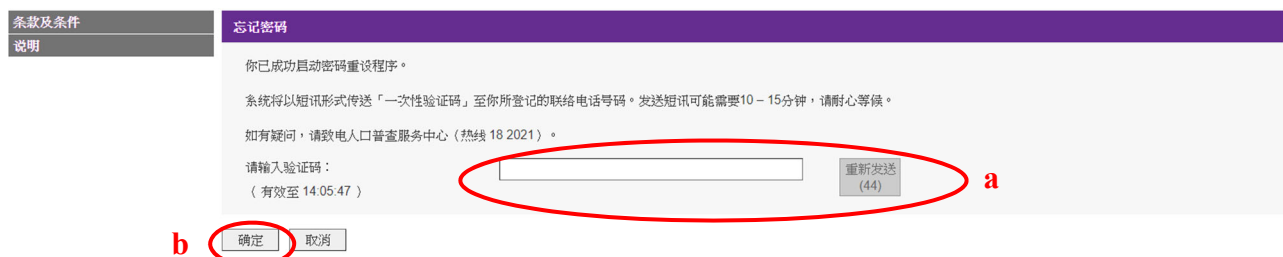 条款及条件
说明
忘记密码
你已成功启动密码重设程序。
系统将以短讯形式传送「一次性验证码」至你所登记的联络电话号码。发送短讯可能需要10 – 15分钟，请耐心等候。
如有疑问，请致电人口普查服务中心（热线 18 2021）。
请输入验证码：
（ 有效至 14:05:47 ）
重新发送
(44)
a
b
确定
取消